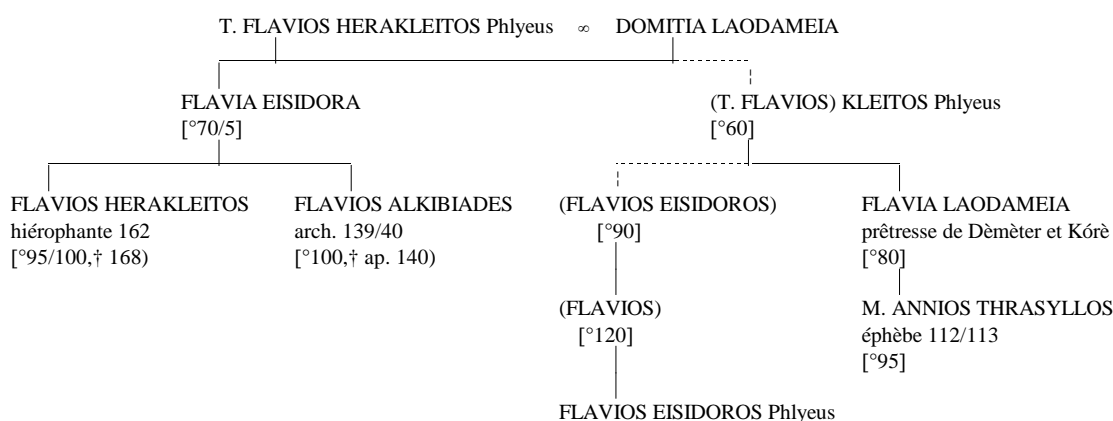 T. FLAVIOS HERAKLEITOS Phlyeus ∞ DOMITIA LAODAMEIA
FLAVIA EISIDORA
[°70/5]
(T. FLAVIOS) KLEITOS Phlyeus
[°60]
FLAVIOS HERAKLEITOS
hiérophante 162
[°95/100,† 168)
FLAVIOS ALKIBIADES
arch. 139/40
[°100,† ap. 140)
(FLAVIOS EISIDOROS)
[°90]
FLAVIA LAODAMEIA
prêtresse de Dèmèter et Kórè
[°80]
(FLAVIOS)
[°120]
M. ANNIOS THRASYLLOS
éphèbe 112/113
[°95]
FLAVIOS EISIDOROS Phlyeus